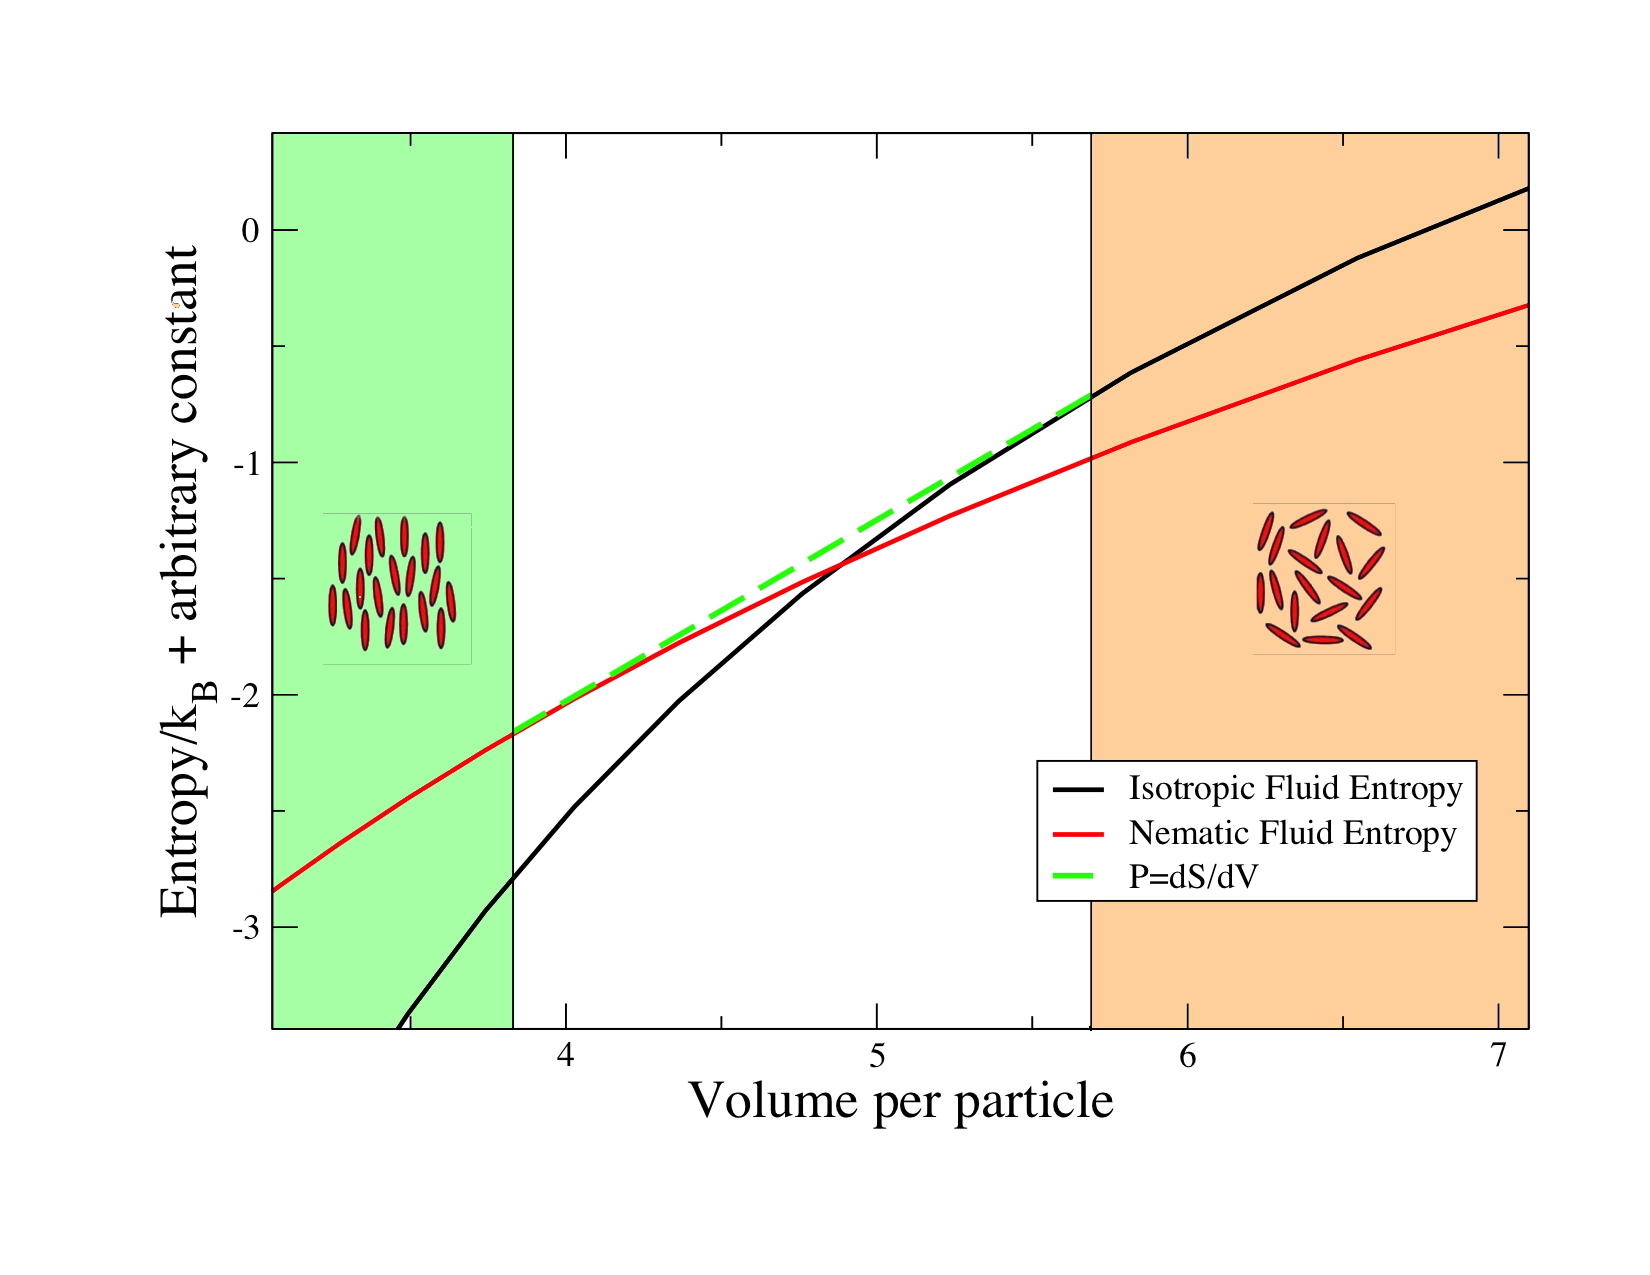 Entropy/kB + arbitrary constant
0
-1
-2
-3
Isotropic Fluid Entropy
Nematic Fluid Entropy
P=dS/dV
4 5 6 7
Volume per particle